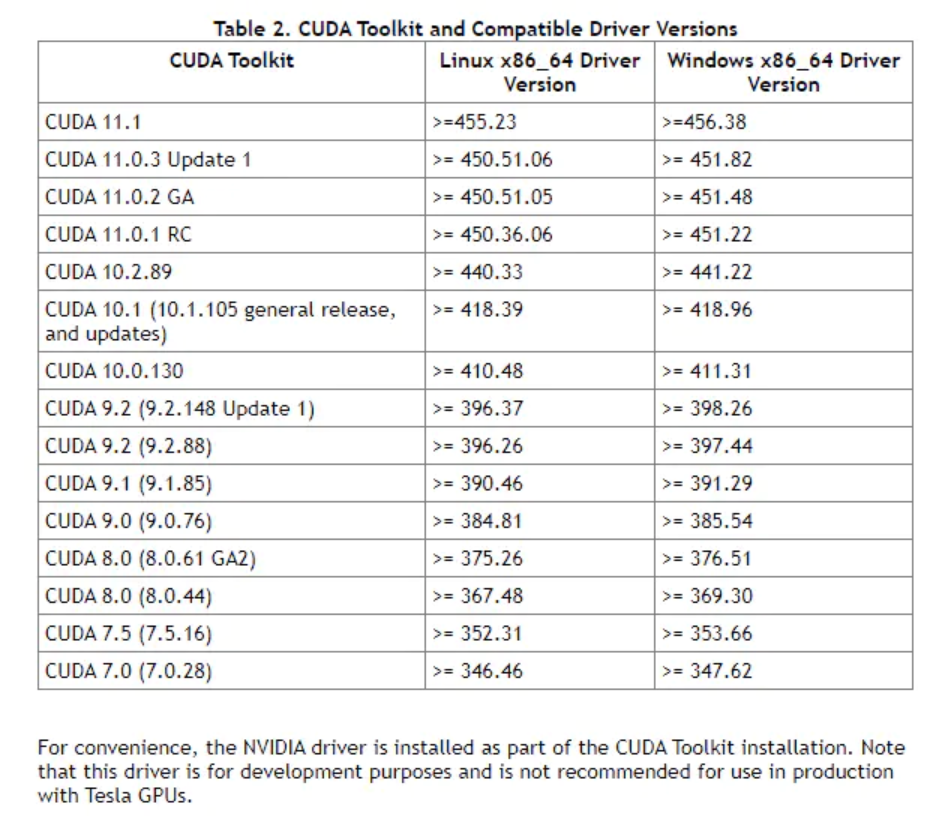 Table 2. CUDA Toolkit and Compatible Driver Versions
CUDA Toolkit Linux x86_64 Driver Version Windows x86_64 Driver Version
CUDA 11.1 >=455.23 >=456.38
CUDA 11.0.3 Update 1 >= 450.51.06 >= 451.82
CUDA 11.0.2 GA >= 450.51.05 >= 451.48
CUDA 11.0.1 RC >= 450.36.06 >= 451.22
CUDA 10.2.89 >= 440.33 >= 441.22
CUDA 10.1 (10.1.105 general release, and updates) >= 418.39 >= 418.96
CUDA 10.0.130 >= 410.48 >= 411.31
CUDA 9.2 (9.2.148 Update 1) >= 396.37 >= 398.26
CUDA 9.2 (9.2.88) >= 396.26 >= 397.44
CUDA 9.1 (9.1.85) >= 390.46 >= 391.29
CUDA 9.0 (9.0.76) >= 384.81 >= 385.54
CUDA 8.0 (8.0.61 GA2) >= 375.26 >= 376.51
CUDA 8.0 (8.0.44) >= 367.48 >= 369.30
CUDA 7.5 (7.5.16) >= 352.31 >= 353.66
CUDA 7.0 (7.0.28) >= 346.46 >= 347.62
For convenience, the NVIDIA driver is installed as part of the CUDA Toolkit installation. Note
that this driver is for development purposes and is not recommended for use in production
with Tesla GPUs.